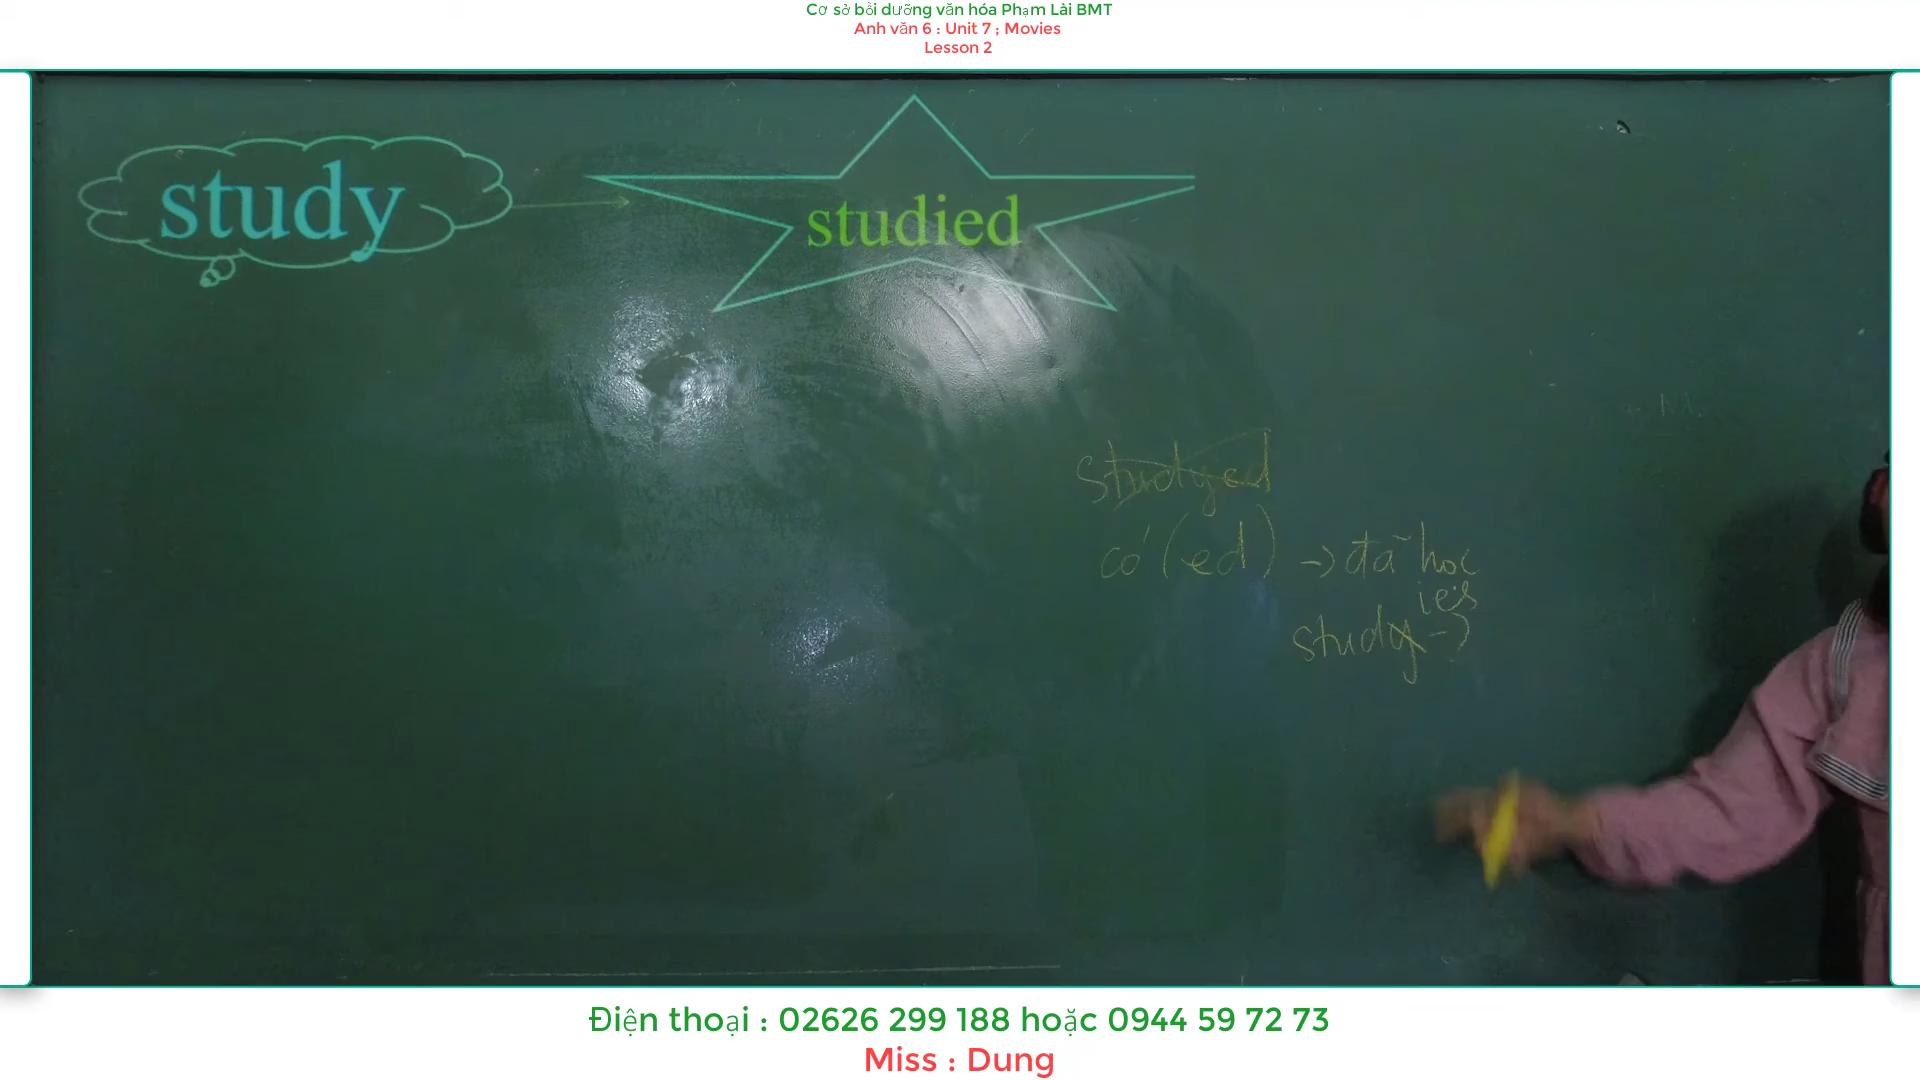 Cơ sở bồi dưỡng văn hóa Phạm Lài BMT
Anh văn 6 : Unit 7 ; Movies
Lesson 2
study
studied
studyed
có (ed) → đã học
ies
study →
Điện thoại : 02626 299 188 hoặc 0944 59 72 73
Miss : Dung